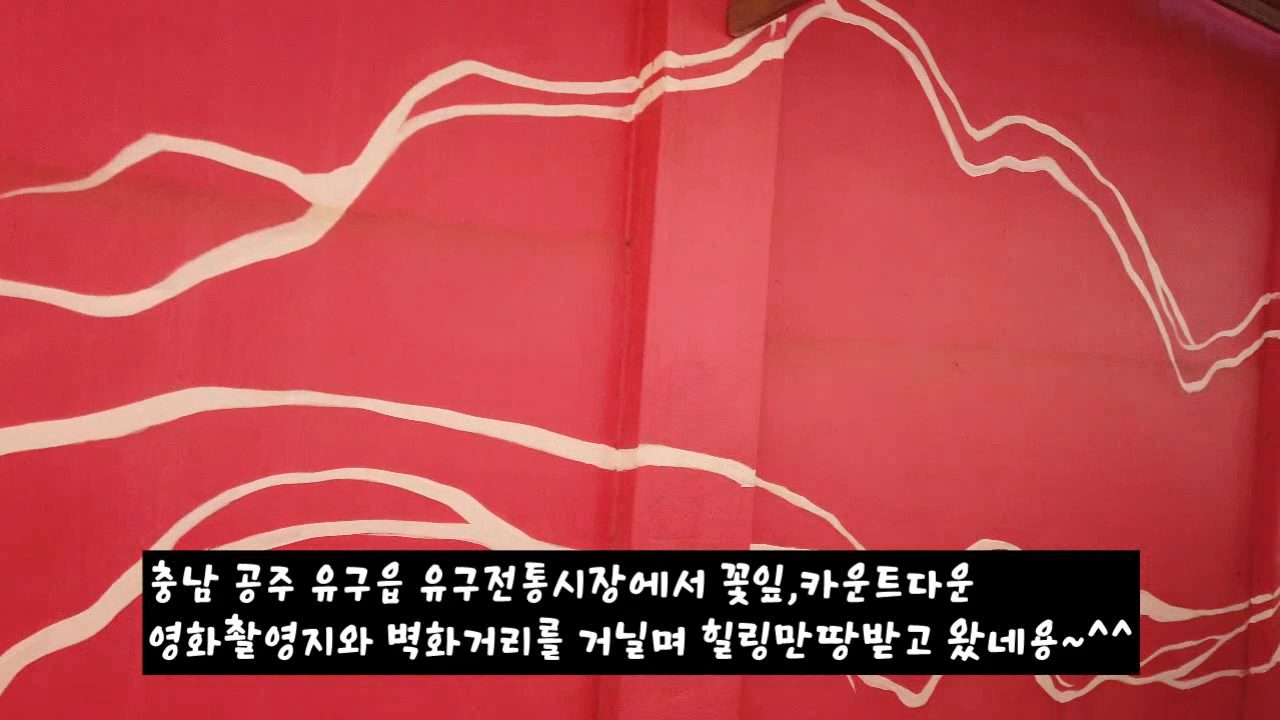 충남 공주 유구읍 유구전통시장에서 꽃잎,카운트다운
영화촬영지와 벽화거리를 거닐며 힐링만땅받고 왔네용~^^